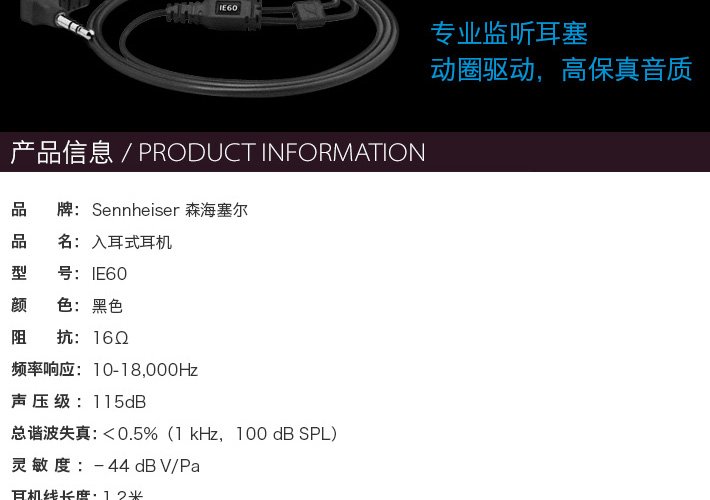 IE60
专业监听耳塞
动圈驱动，高保真音质
产品信息 / PRODUCT INFORMATION
品 牌：Sennheiser 森海塞尔
品 名：入耳式耳机
型 号：IE60
颜 色：黑色
阻 抗：16Ω
频率响应：10-18,000Hz
声 压 级 ：115dB
总谐波失真：＜0.5%（1 kHz，100 dB SPL）
灵 敏 度 ：－44 dB V/Pa
耳机线长度：1.2米